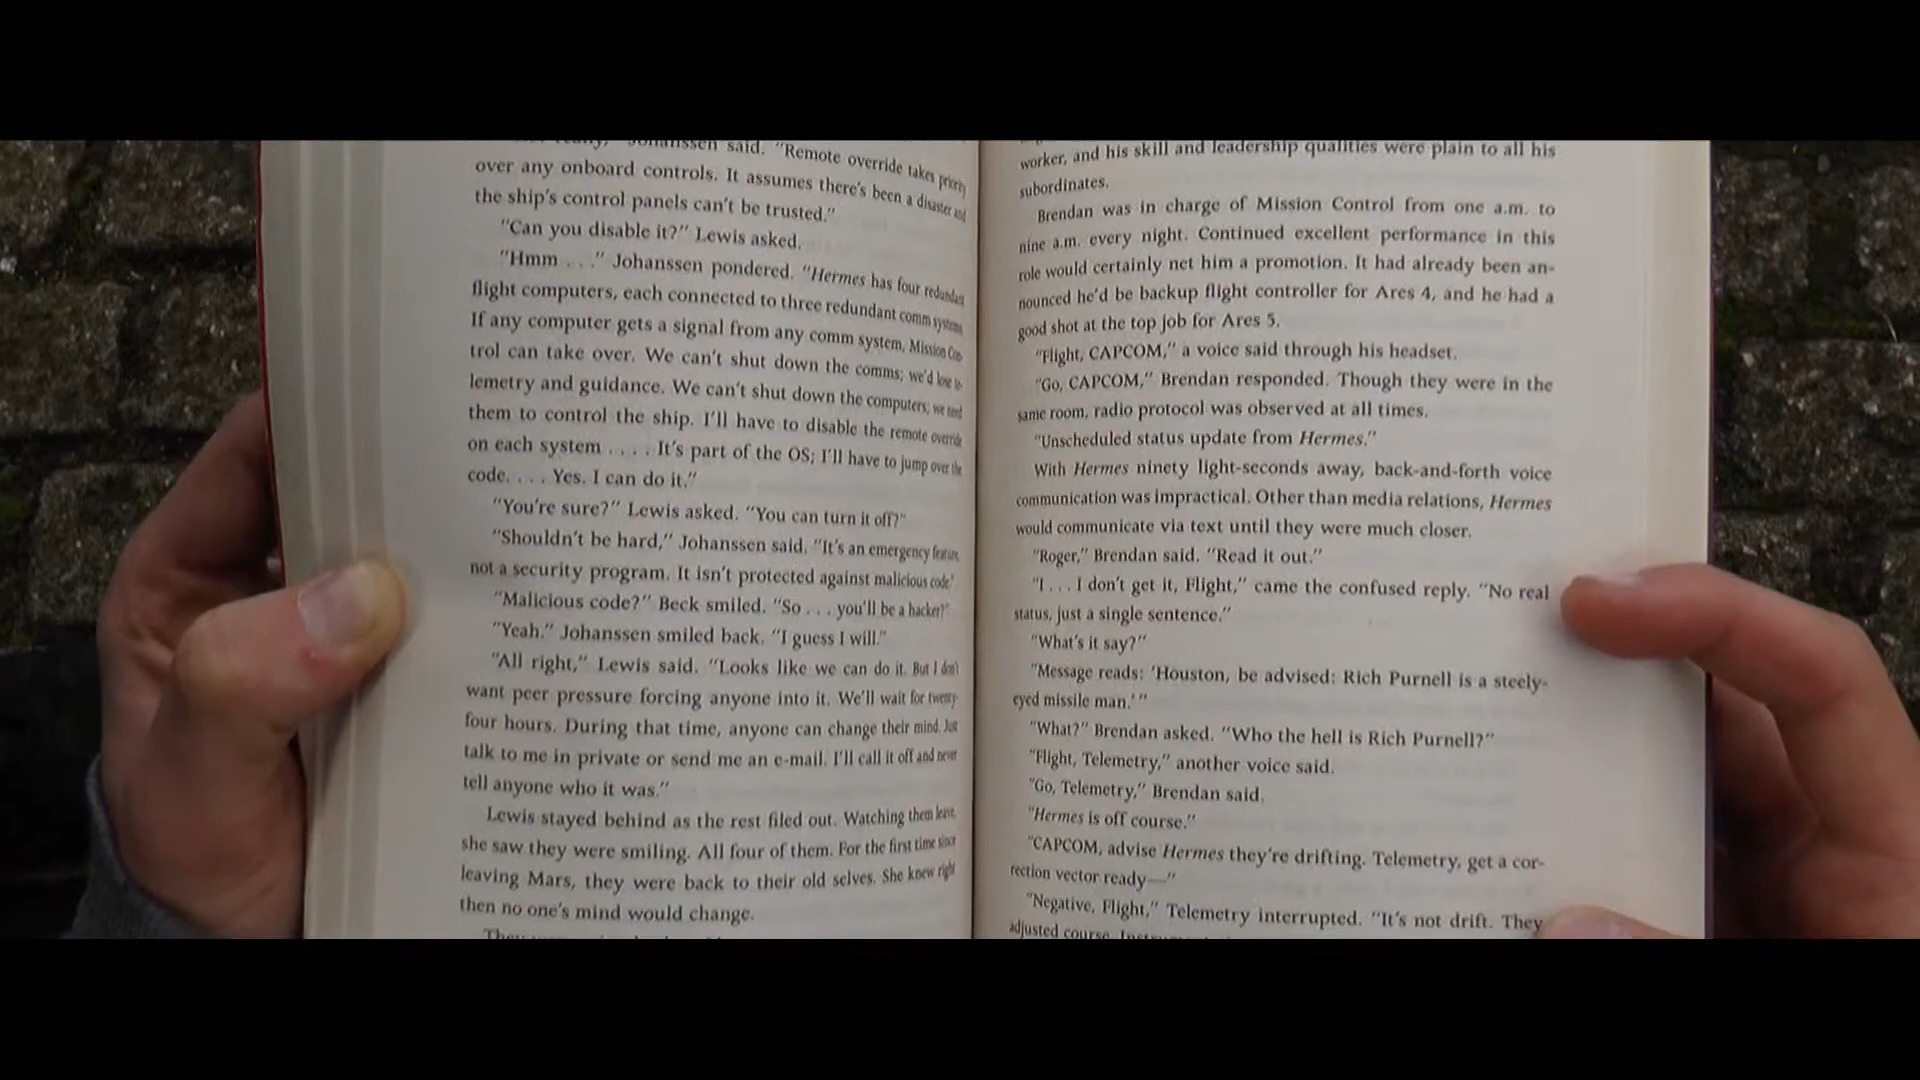 Johanssen said. “Remote override takes priority
over any onboard controls. It assumes there’s been a disaster and
the ship’s control panels can’t be trusted.”
“Can you disable it?” Lewis asked.
“Hmm . . .” Johanssen pondered. “Hermes has four redundant
flight computers, each connected to three redundant comm systems.
If any computer gets a signal from any comm system, Mission Con-
trol can take over. We can’t shut down the comms; we’d lose te-
lemetry and guidance. We can’t shut down the computers; we need
them to control the ship. I’ll have to disable the remote override
on each system . . . . It’s part of the OS; I’ll have to jump over the
code. . . . Yes. I can do it.”
“You’re sure?” Lewis asked. “You can turn it off?”
“Shouldn’t be hard,” Johanssen said. “It’s an emergency feature,
not a security program. It isn’t protected against malicious code.”
“Malicious code?” Beck smiled. “So . . . you’ll be a hacker?”
“Yeah.” Johanssen smiled back. “I guess I will.”
“All right,” Lewis said. “Looks like we can do it. But I don’t
want peer pressure forcing anyone into it. We’ll wait for twenty-
four hours. During that time, anyone can change their mind. Just
talk to me in private or send me an e-mail. I’ll call it off and never
tell anyone who it was.”
Lewis stayed behind as the rest filed out. Watching them leave,
she saw they were smiling. All four of them. For the first time since
leaving Mars, they were back to their old selves. She knew right
then no one’s mind would change.
worker, and his skill and leadership qualities were plain to all his
subordinates.
Brendan was in charge of Mission Control from one a.m. to
nine a.m. every night. Continued excellent performance in this
role would certainly net him a promotion. It had already been an-
nounced he’d be backup flight controller for Ares 4, and he had a
good shot at the top job for Ares 5.
“Flight, CAPCOM,” a voice said through his headset.
“Go, CAPCOM,” Brendan responded. Though they were in the
same room, radio protocol was observed at all times.
“Unscheduled status update from Hermes.”
With Hermes ninety light-seconds away, back-and-forth voice
communication was impractical. Other than media relations, Hermes
would communicate via text until they were much closer.
“Roger,” Brendan said. “Read it out.”
“I . . . I don’t get it, Flight,” came the confused reply. “No real
status, just a single sentence.”
“What’s it say?”
“Message reads: ‘Houston, be advised: Rich Purnell is a steely-
eyed missile man.’ ”
“What?” Brendan asked. “Who the hell is Rich Purnell?”
“Flight, Telemetry,” another voice said.
“Go, Telemetry,” Brendan said.
“Hermes is off course.”
“CAPCOM, advise Hermes they’re drifting. Telemetry, get a cor-
rection vector ready—”
“Negative, Flight,” Telemetry interrupted. “It’s not drift. They
adjusted course.